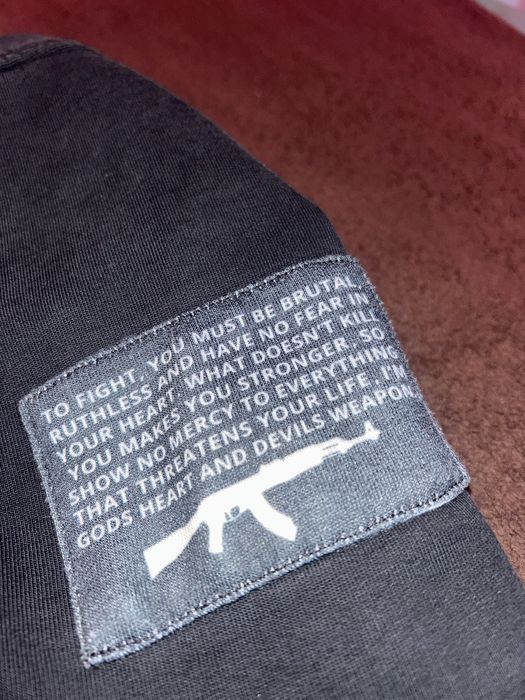 TO FIGHT, YOU MUST BE BRUTAL,
RUTHLESS AND HAVE NO FEAR IN
YOUR HEART. WHAT DOESN'T KILL
YOU MAKES YOU STRONGER, SO
SHOW NO MERCY TO EVERYTHING
THAT THREATENS YOUR LIFE , I'M
GODS HEART AND DEVILS WEAPON.